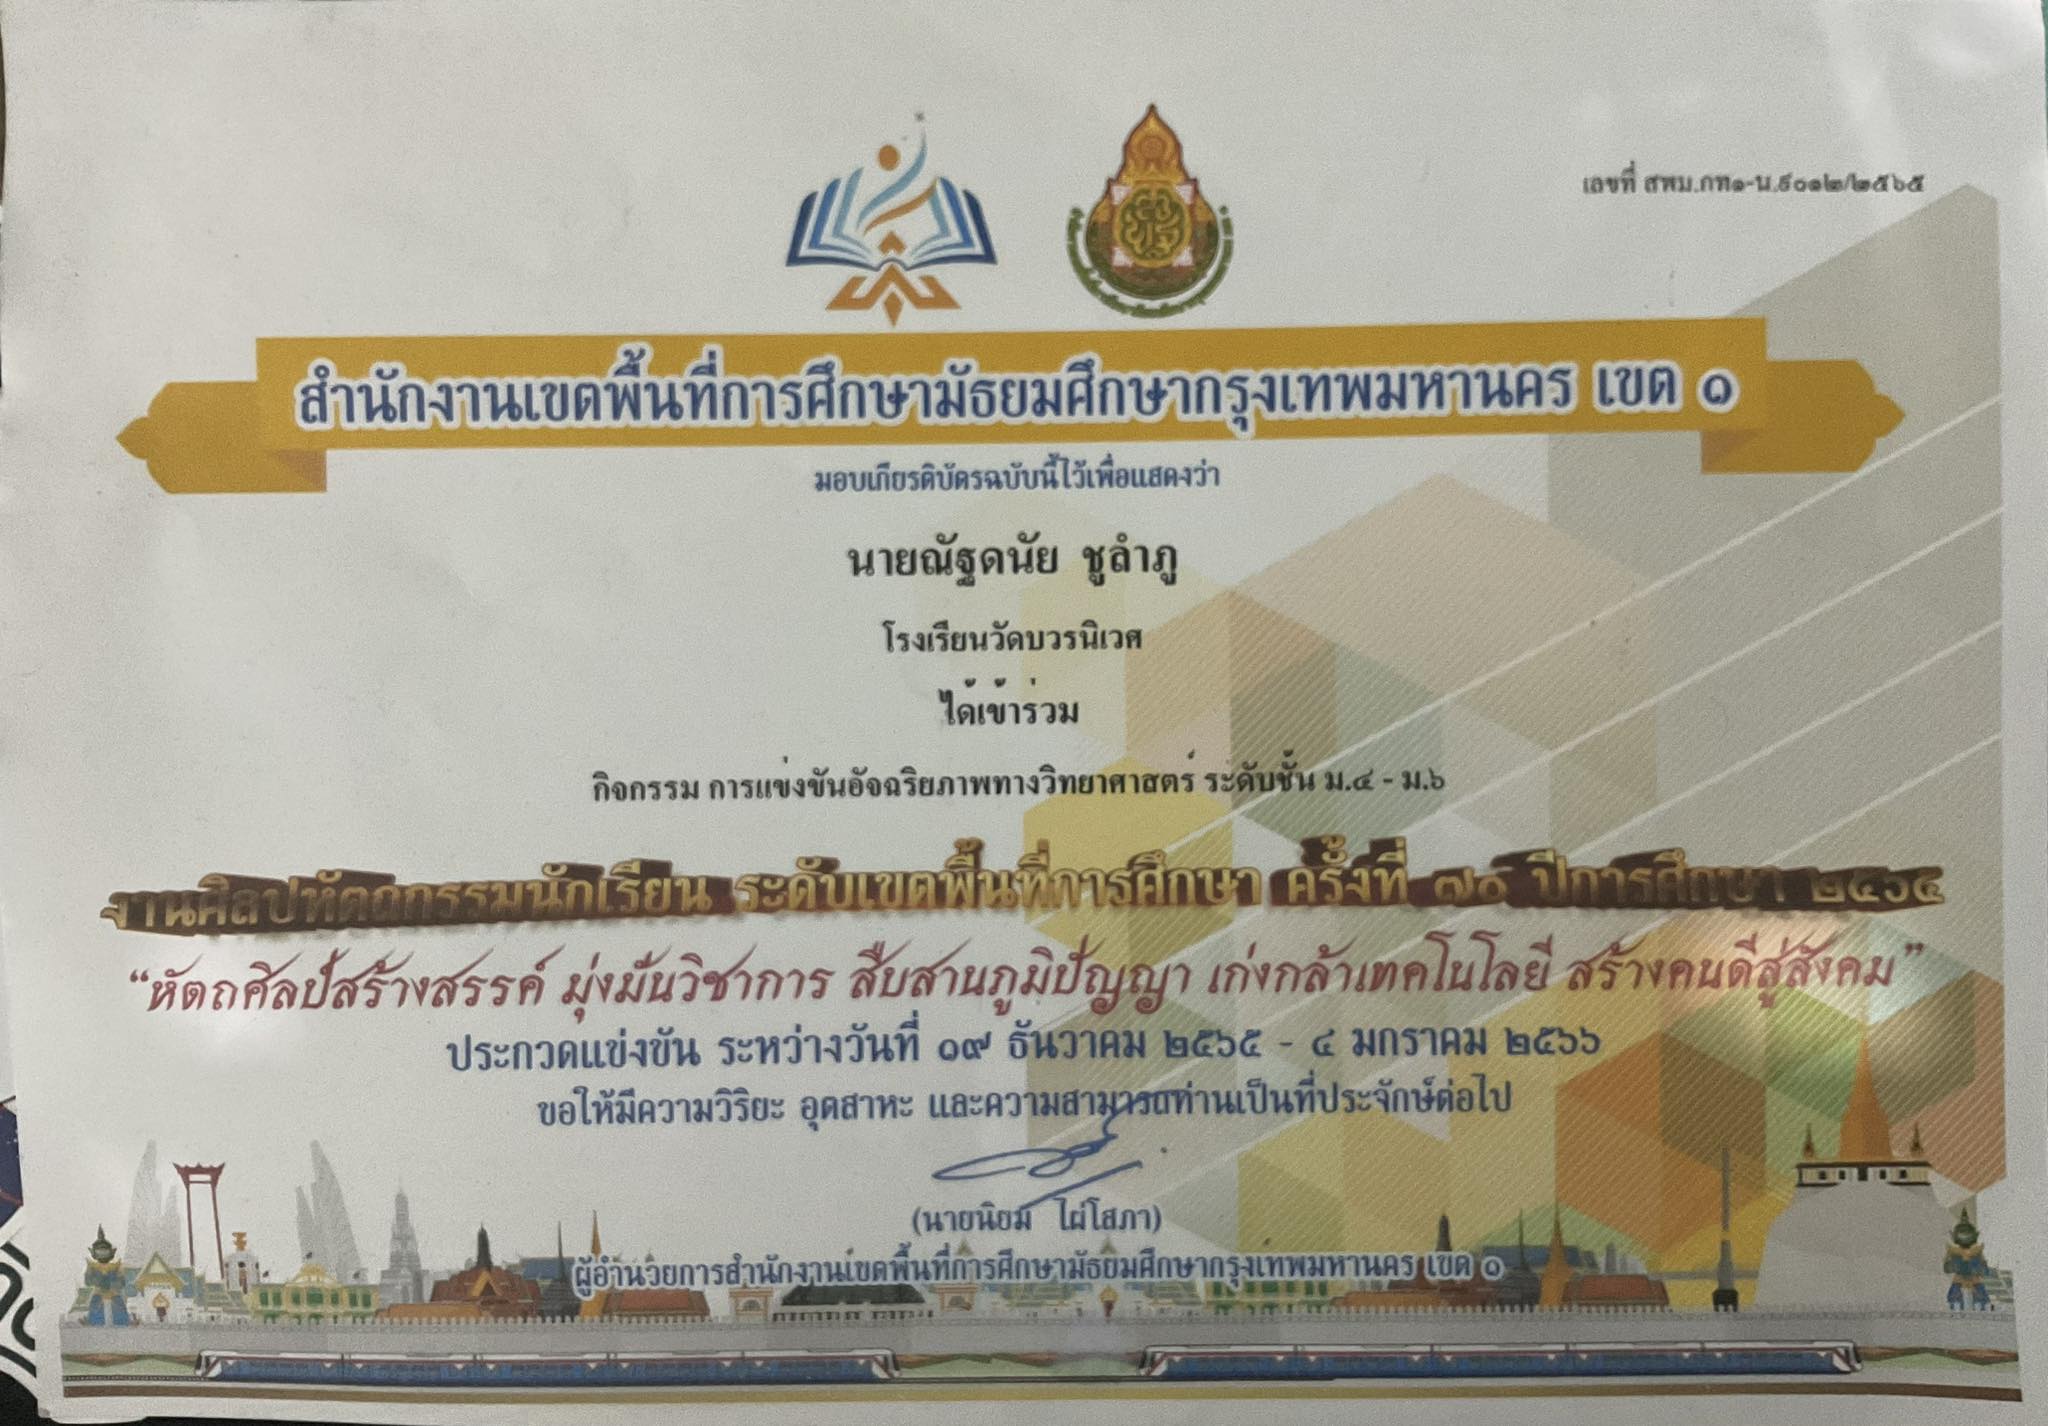 เลขที่ สพม.กท๑-น.๙๐๑๒/๒๕๖๕
สำนักงานเขตพื้นที่การศึกษามัธยมศึกษากรุงเทพมหานคร เขต ๑
มอบเกียรติบัตรฉบับนี้ไว้เพื่อแสดงว่า
นายณัฐดนัย ชูลำภู
โรงเรียนวัดบวรนิเวศ
ได้เข้าร่วม
กิจกรรม การแข่งขันอัจฉริยภาพทางวิทยาศาสตร์ ระดับชั้น ม.๔ - ม.๖
งานศิลปหัตถกรรมนักเรียน ระดับเขตพื้นที่การศึกษา ครั้งที่ ๗๐ ปีการศึกษา ๒๕๖๕
“หัตถศิลป์สร้างสรรค์ มุ่งมั่นวิชาการ สืบสานภูมิปัญญา เก่งกล้าเทคโนโลยี สร้างคนดีสู่สังคม”
ประกวดแข่งขัน ระหว่างวันที่ ๑๙ ธันวาคม ๒๕๖๕ - ๔ มกราคม ๒๕๖๖
ขอให้มีความวิริยะ อุตสาหะ และความสามารถท่านเป็นที่ประจักษ์ต่อไป
(นายนิยม ไผ่โสภา)
ผู้อำนวยการสำนักงานเขตพื้นที่การศึกษามัธยมศึกษากรุงเทพมหานคร เขต ๑